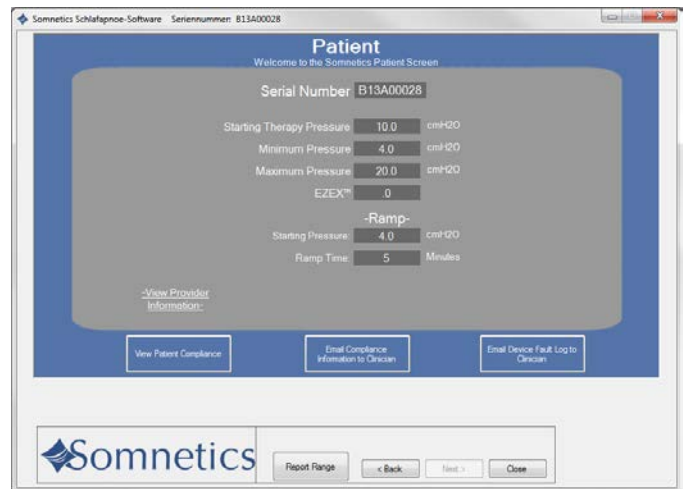 Somnetics Schlafapnoe-Software Seriennummer: B13A00028
Patient
Welcome to the Somnetics Patient Screen
Serial Number B13A00028
Starting Therapy Pressure 10.0 cmH2O
Minimum Pressure 4.0 cmH2O
Maximum Pressure 20.0 cmH2O
EZEX™ .0
-Ramp-
Starting Pressure: 4.0 cmH2O
Ramp Time: 5 Minutes
-View Provider
Information-
View Patient Compliance
Email Compliance
Information to Clinician
Email Device Fault Log to
Clinician
Somnetics
Report Range
< Back
Next >
Close